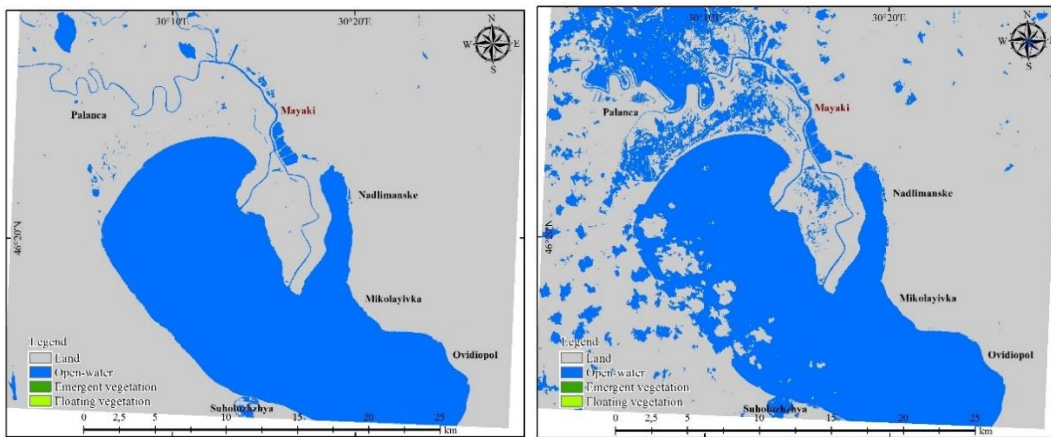 30°10'E
30°20'E
N
W
E
S
Palanca
Mayaki
Nadlimanske
46°20'N
Mikolayivka
Ovidiopol
Legend
Land
Open-water
Emergent vegetation
Floating vegetation
Suholuzhzhya
0 2,5 5 10 15 20 25
km
30°10'E
30°20'E
N
W
E
S
Palanca
Mayaki
Nadlimanske
46°20'N
Mikolayivka
Ovidiopol
Legend
Land
Open-water
Emergent vegetation
Floating vegetation
Suholuzhzhya
0 2,5 5 10 15 20 25
km